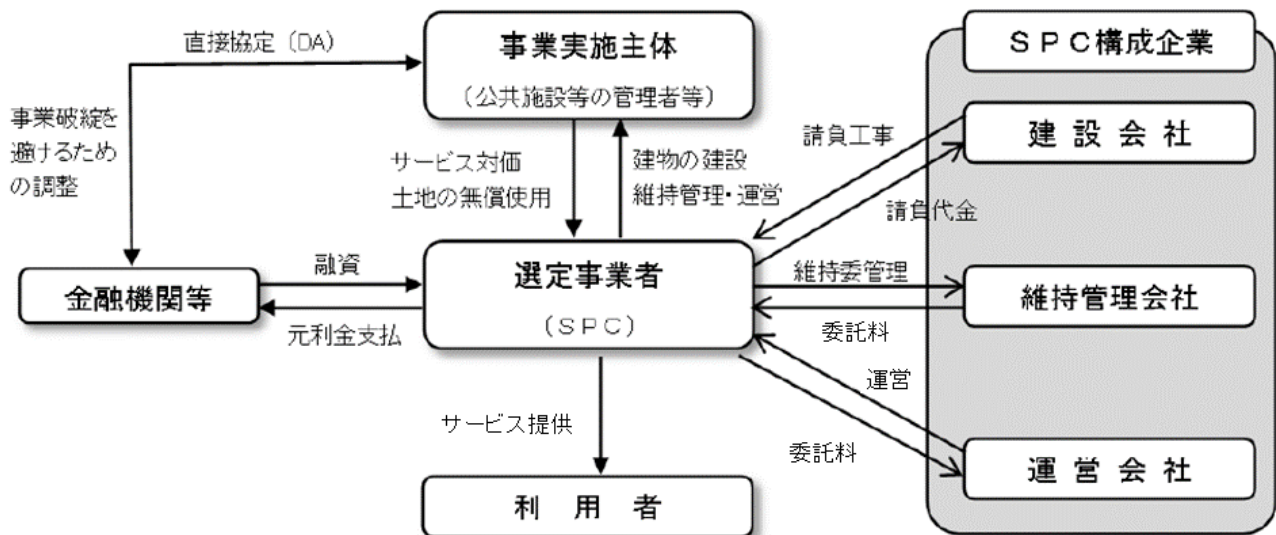 直接協定（DA）
事業実施主体
（公共施設等の管理者等）
SPC構成企業
事業破綻を
避けるため
の調整
サービス対価
土地の無償使用
建物の建設
維持管理・運営
請負工事
請負代金
建設会社
金融機関等
融資
元利金支払
選定事業者
（SPC）
維持委管理
委託料
維持管理会社
運営
委託料
運営会社
サービス提供
利用者